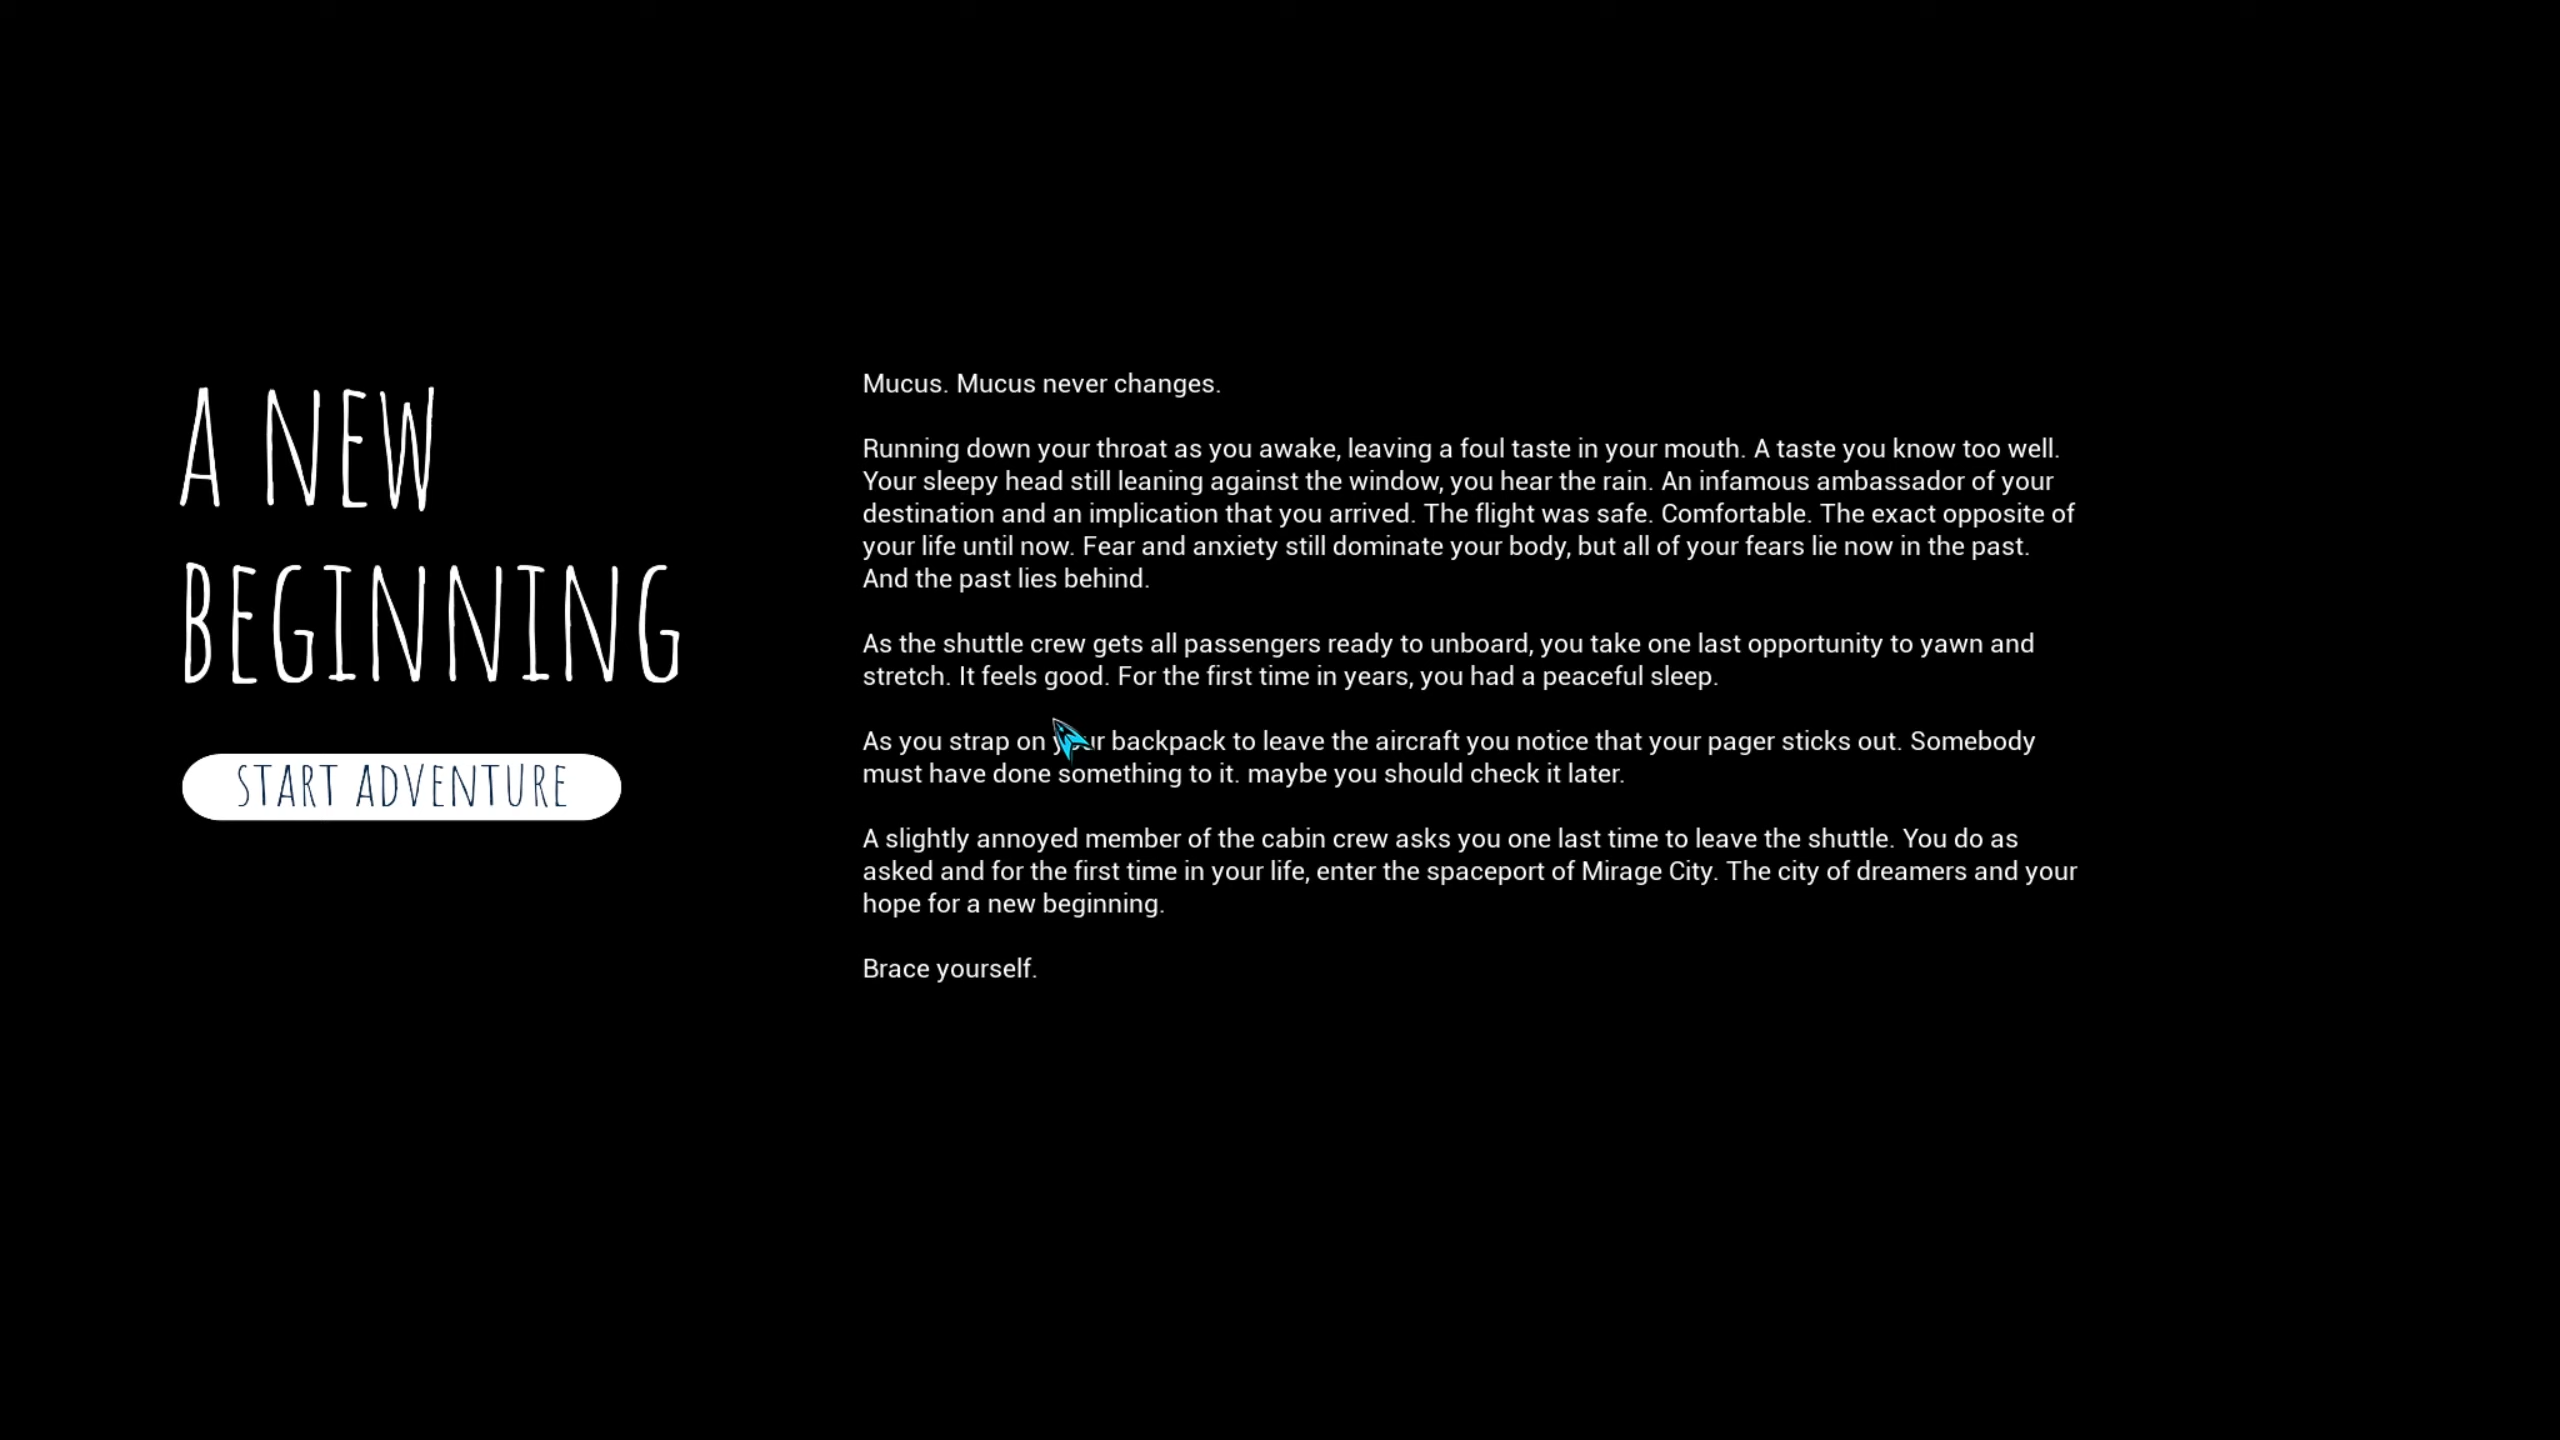 A NEW
BEGINNING
START ADVENTURE
Mucus. Mucus never changes.
Running down your throat as you awake, leaving a foul taste in your mouth. A taste you know too well.
Your sleepy head still leaning against the window, you hear the rain. An infamous ambassador of your
destination and an implication that you arrived. The flight was safe. Comfortable. The exact opposite of
your life until now. Fear and anxiety still dominate your body, but all of your fears lie now in the past.
And the past lies behind.
As the shuttle crew gets all passengers ready to unboard, you take one last opportunity to yawn and
stretch. It feels good. For the first time in years, you had a peaceful sleep.
As you strap on your backpack to leave the aircraft you notice that your pager sticks out. Somebody
must have done something to it. maybe you should check it later.
A slightly annoyed member of the cabin crew asks you one last time to leave the shuttle. You do as
asked and for the first time in your life, enter the spaceport of Mirage City. The city of dreamers and your
hope for a new beginning.
Brace yourself.